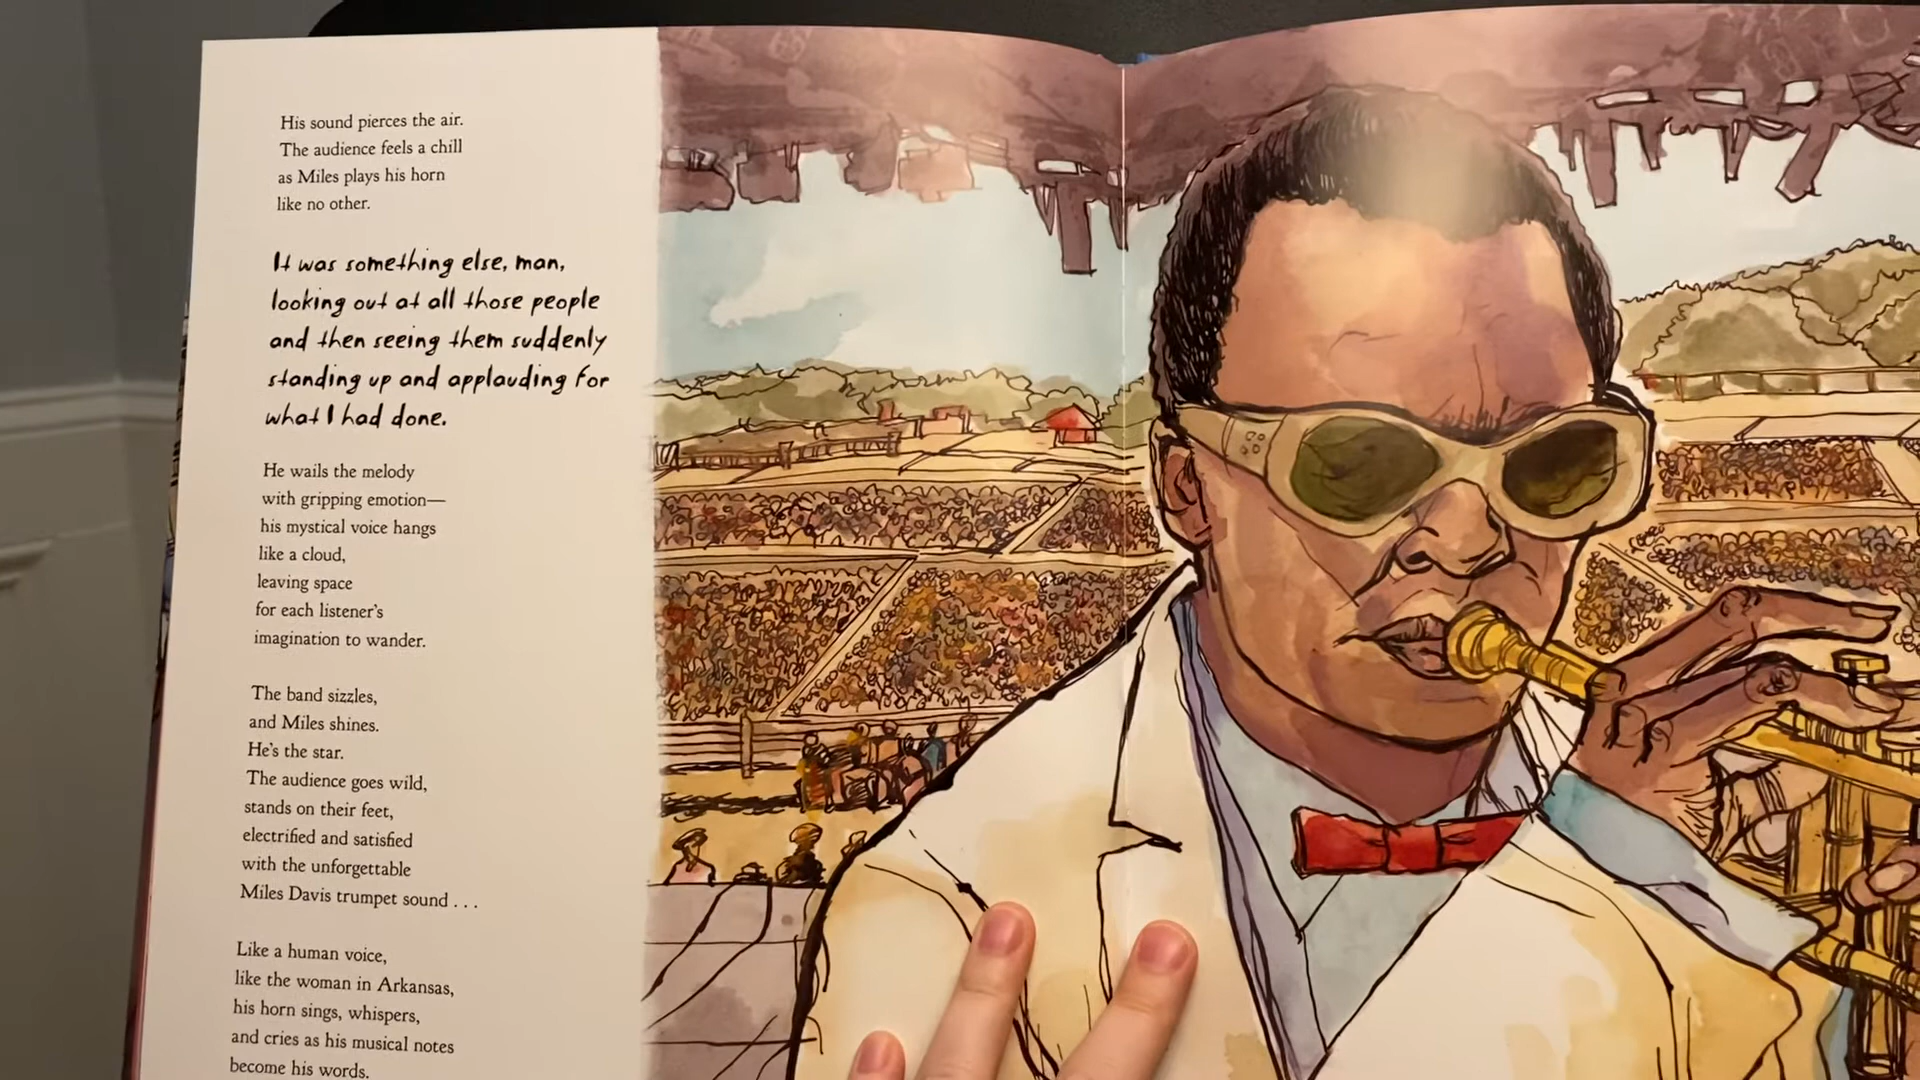 His sound pierces the air.
The audience feels a chill
as Miles plays his horn
like no other.
It was something else, man,
looking out at all those people
and then seeing them suddenly
standing up and applauding for
what I had done.
He wails the melody
with gripping emotion—
his mystical voice hangs
like a cloud,
leaving space
for each listener's
imagination to wander.
The band sizzles,
and Miles shines.
He's the star.
The audience goes wild,
stands on their feet,
electrified and satisfied
with the unforgettable
Miles Davis trumpet sound . . .
Like a human voice,
like the woman in Arkansas,
his horn sings, whispers,
and cries as his musical notes
become his words.